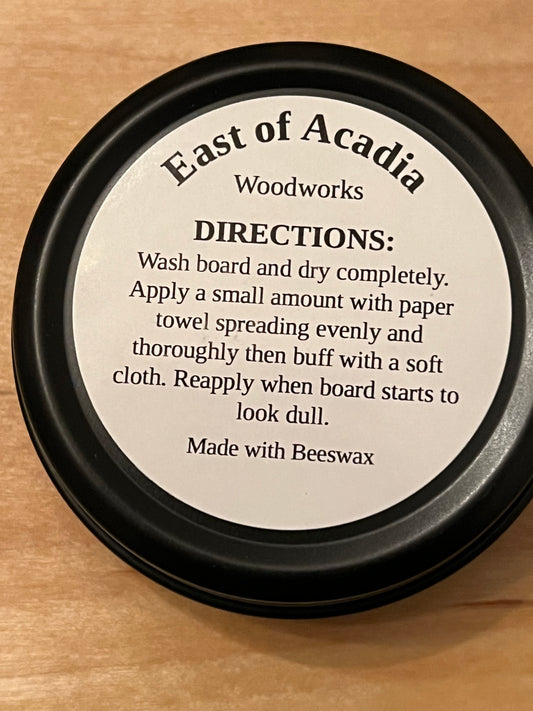 East of Acadia
Woodworks
DIRECTIONS:
Wash board and dry completely.
Apply a small amount with paper
towel spreading evenly and
thoroughly then buff with a soft
cloth. Reapply when board starts to
look dull.
Made with Beeswax